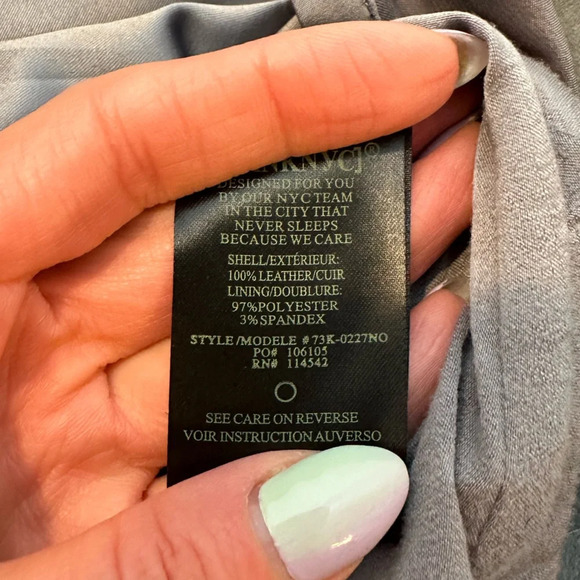 NKNYC]®
DESIGNED FOR YOU
BY OUR NYC TEAM
IN THE CITY THAT
NEVER SLEEPS
BECAUSE WE CARE
SHELL/EXTÉRIEUR:
100% LEATHER/CUIR
LINING/DOUBLURE:
97%POLYESTER
3%SPANDEX
STYLE/MODELE #73K-0227NO
PO# 106105
RN# 114542
SEE CARE ON REVERSE
VOIR INSTRUCTION AUVERSO